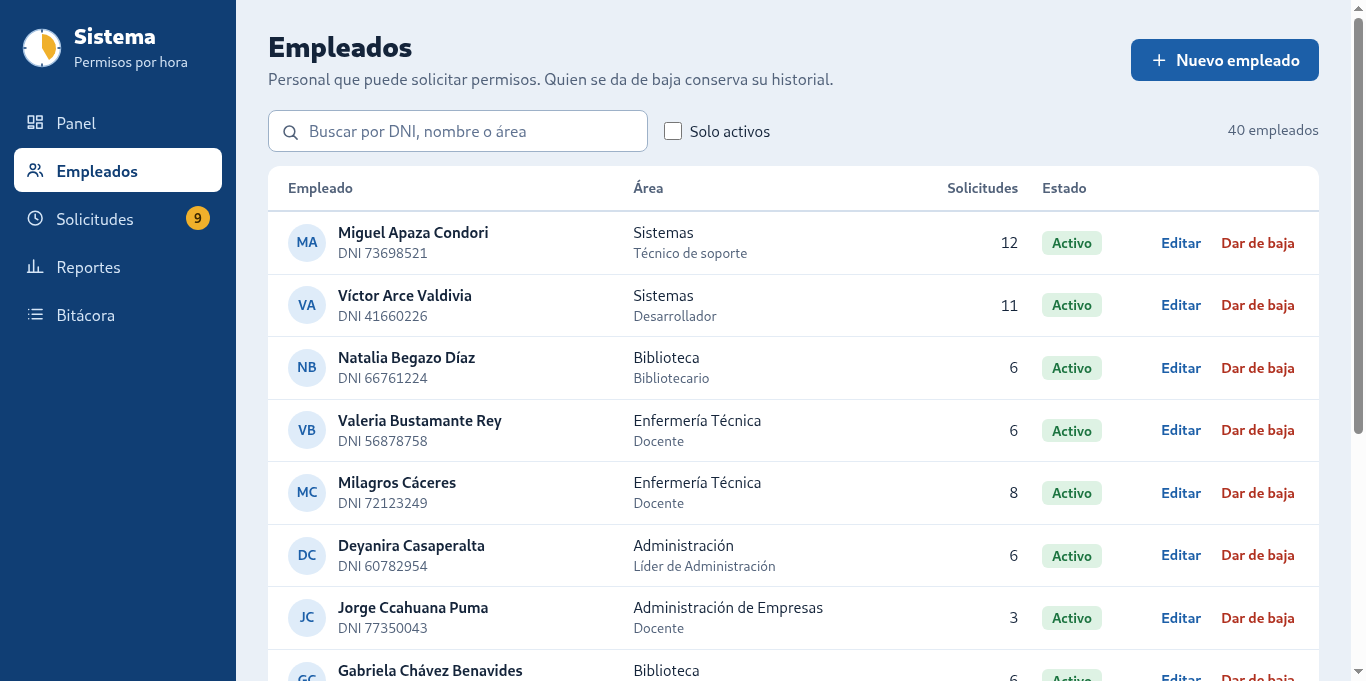 Sistema
Permisos por hora
Panel
Empleados
Solicitudes 9
Reportes
Bitácora
Empleados
Personal que puede solicitar permisos. Quien se da de baja conserva su historial.
+ Nuevo empleado
Buscar por DNI, nombre o área
Solo activos
40 empleados
Empleado Área Solicitudes Estado
MA Miguel Apaza Condori Sistemas 12 Activo Editar Dar de baja
DNI 73698521 Técnico de soporte
VA Víctor Arce Valdivia Sistemas 11 Activo Editar Dar de baja
DNI 41660226 Desarrollador
NB Natalia Begazo Díaz Biblioteca 6 Activo Editar Dar de baja
DNI 66761224 Bibliotecario
VB Valeria Bustamante Rey Enfermería Técnica 6 Activo Editar Dar de baja
DNI 56878758 Docente
MC Milagros Cáceres Enfermería Técnica 8 Activo Editar Dar de baja
DNI 72123249 Docente
DC Deyanira Casaperalta Administración 6 Activo Editar Dar de baja
DNI 60782954 Líder de Administración
JC Jorge Ccahuana Puma Administración de Empresas 3 Activo Editar Dar de baja
DNI 77350043 Docente
GC Gabriela Chávez Benavides Biblioteca 6 Activo Editar Dar de baja